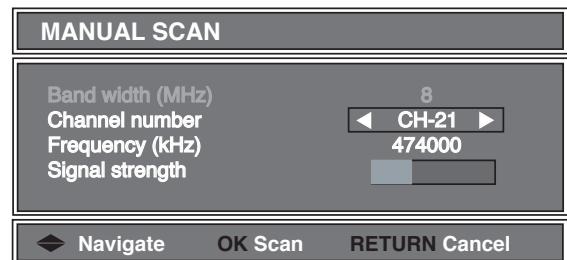 MANUAL SCAN
Band width (MHz) 8
Channel number CH-21
Frequency (kHz) 474000
Signal strength
Navigate OK Scan RETURN Cancel